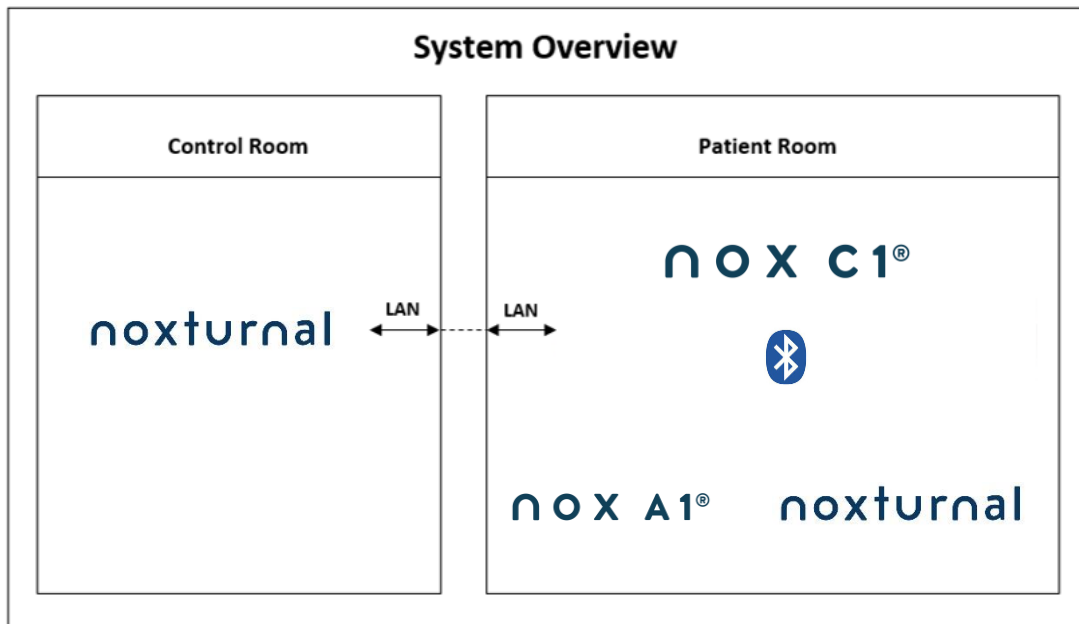 System Overview
Control Room
noxturnal
LAN
LAN
Patient Room
nox C1®
nox A1®
noxturnal